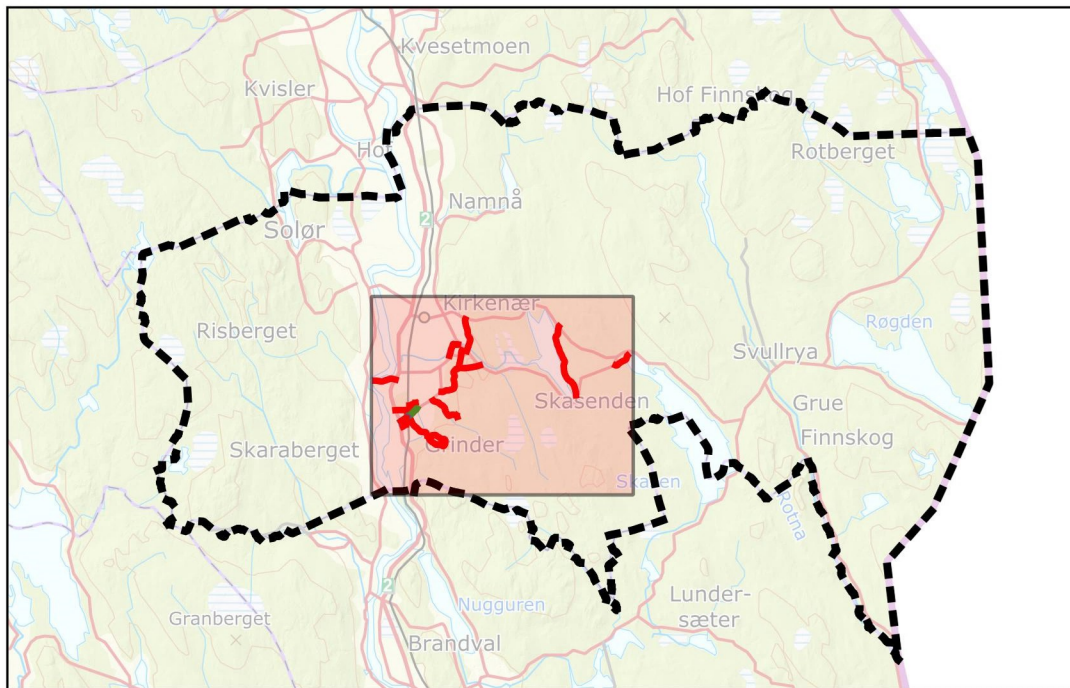 Kvesetmoen
Kvisler
Hof Finnskog
Hof
Rotberget
Namnå
2
Solør
Kirkenær
Risberget
Røgden
Svullrya
Skasenden
Grue
Finnskog
Skaraberget
Grinder
Skasen
Rotna
2
Nugguren
Lunder-
sæter
Granberget
Brandval